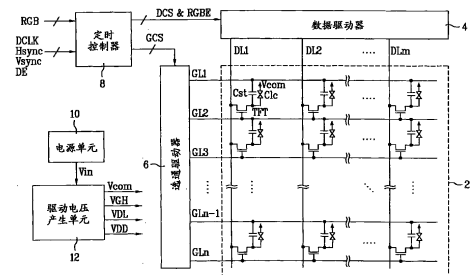 RGB
DCLK
Hsync
Vsync
DE
定时
控制器
8
DCS & RGBE
GCS
数据驱动器
4
DL1 DL2 .... DLm
GL1
Vcom
Cst Clc
GL2
TFT
GL3
选通驱动器
6
2
GLn-1
GLn
10
电源单元
Vin
驱动电压
产生单元
12
Vcom
VGH
VDL
VDD